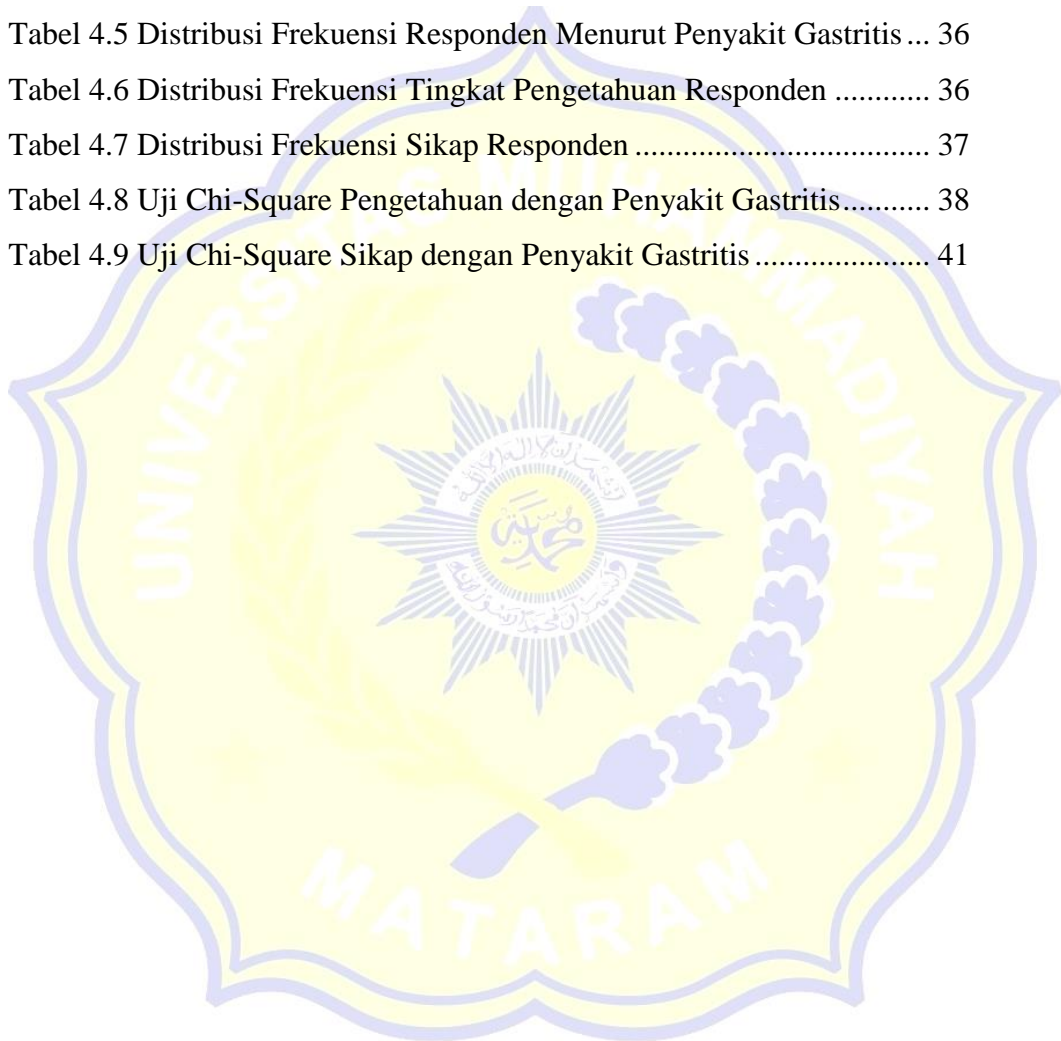 Tabel 4.5 Distribusi Frekuensi Responden Menurut Penyakit Gastritis ... 36
Tabel 4.6 Distribusi Frekuensi Tingkat Pengetahuan Responden ............ 36
Tabel 4.7 Distribusi Frekuensi Sikap Responden .................................. 37
Tabel 4.8 Uji Chi-Square Pengetahuan dengan Penyakit Gastritis........... 38
Tabel 4.9 Uji Chi-Square Sikap dengan Penyakit Gastritis ..................... 41
UNIVERSITAS MUHAMMADIYAH
MATARAM